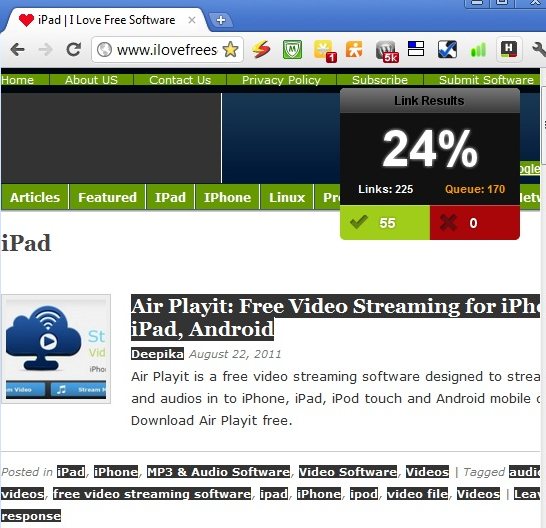 iPad | I Love Free Software
www.ilovefrees
1
5k
H
Home About US Contact Us Privacy Policy Subscribe Submit Software
Link Results
24%
Links: 225 Queue: 170
55 0
ogle
Articles Featured IPad IPhone Linux
iPad
Air Playit: Free Video Streaming for iPho
iPad, Android
Deepika August 22, 2011
Air Playit is a free video streaming software designed to strea
and audios in to iPhone, iPad, iPod touch and Android mobile
Download Air Playit free.
Posted in iPad, iPhone, MP3 & Audio Software, Video Software, Videos | Tagged audio
videos, free video streaming software, ipad, iPhone, ipod, video file, Videos | Leav
response